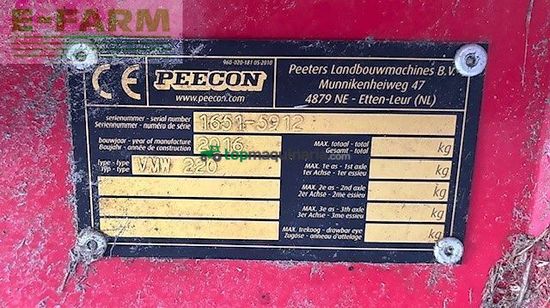 E-FARM
960-020-181 05-2010
CE PEECON
www.peecon.com
Peeters Landbouwmachines B.V.
Munnikenheiweg 47
4879 NE - Etten-Leur (NL)
serienummer - serial number
Seriennummer - numéro de série
1651-5912
bouwjaar - year of manufacture
Baujahr - année de construction
2016
type - type
Typ - type
VMW 220
topmaquinaria.com
MAX. totaal - total
Gesamt - total
kg
MAX. 1e as - 1st axle
1er Achse - 1er essieu
kg
MAX. 2e as - 2nd axle
2er Achse - 2me essieu
kg
MAX. 3e as - 3th axle
3er Achse - 3me essieu
kg
MAX. trekoog - drawbar eye
Zugöse - anneau d'attelage
kg